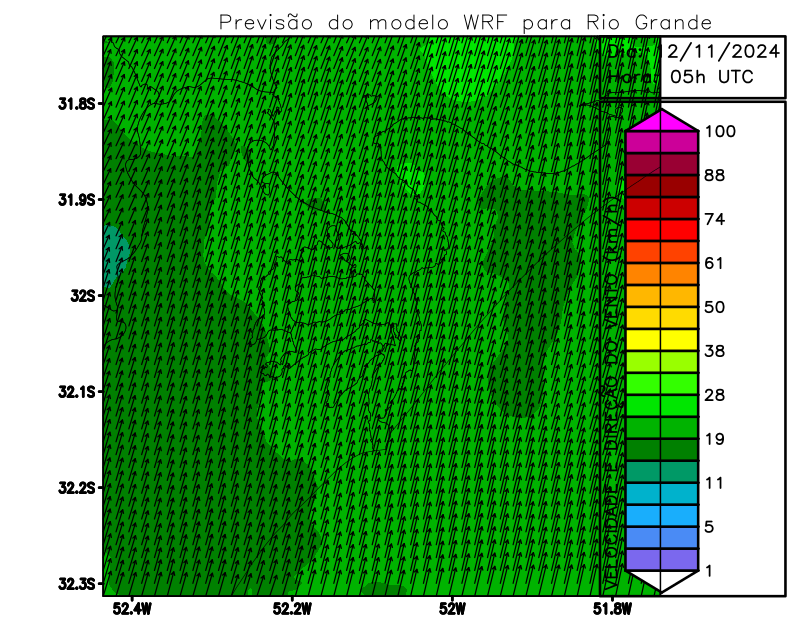 Previsão do modelo WRF para Rio Grande
Dia: 12/11/2024
Hora: 05h UTC
31.8S
31.9S
32S
32.1S
32.2S
32.3S
52.4W
52.2W
52W
51.8W
VELOCIDADE E DIREÇÃO DO VENTO (km/h)
100
88
74
61
50
38
28
19
11
5
1